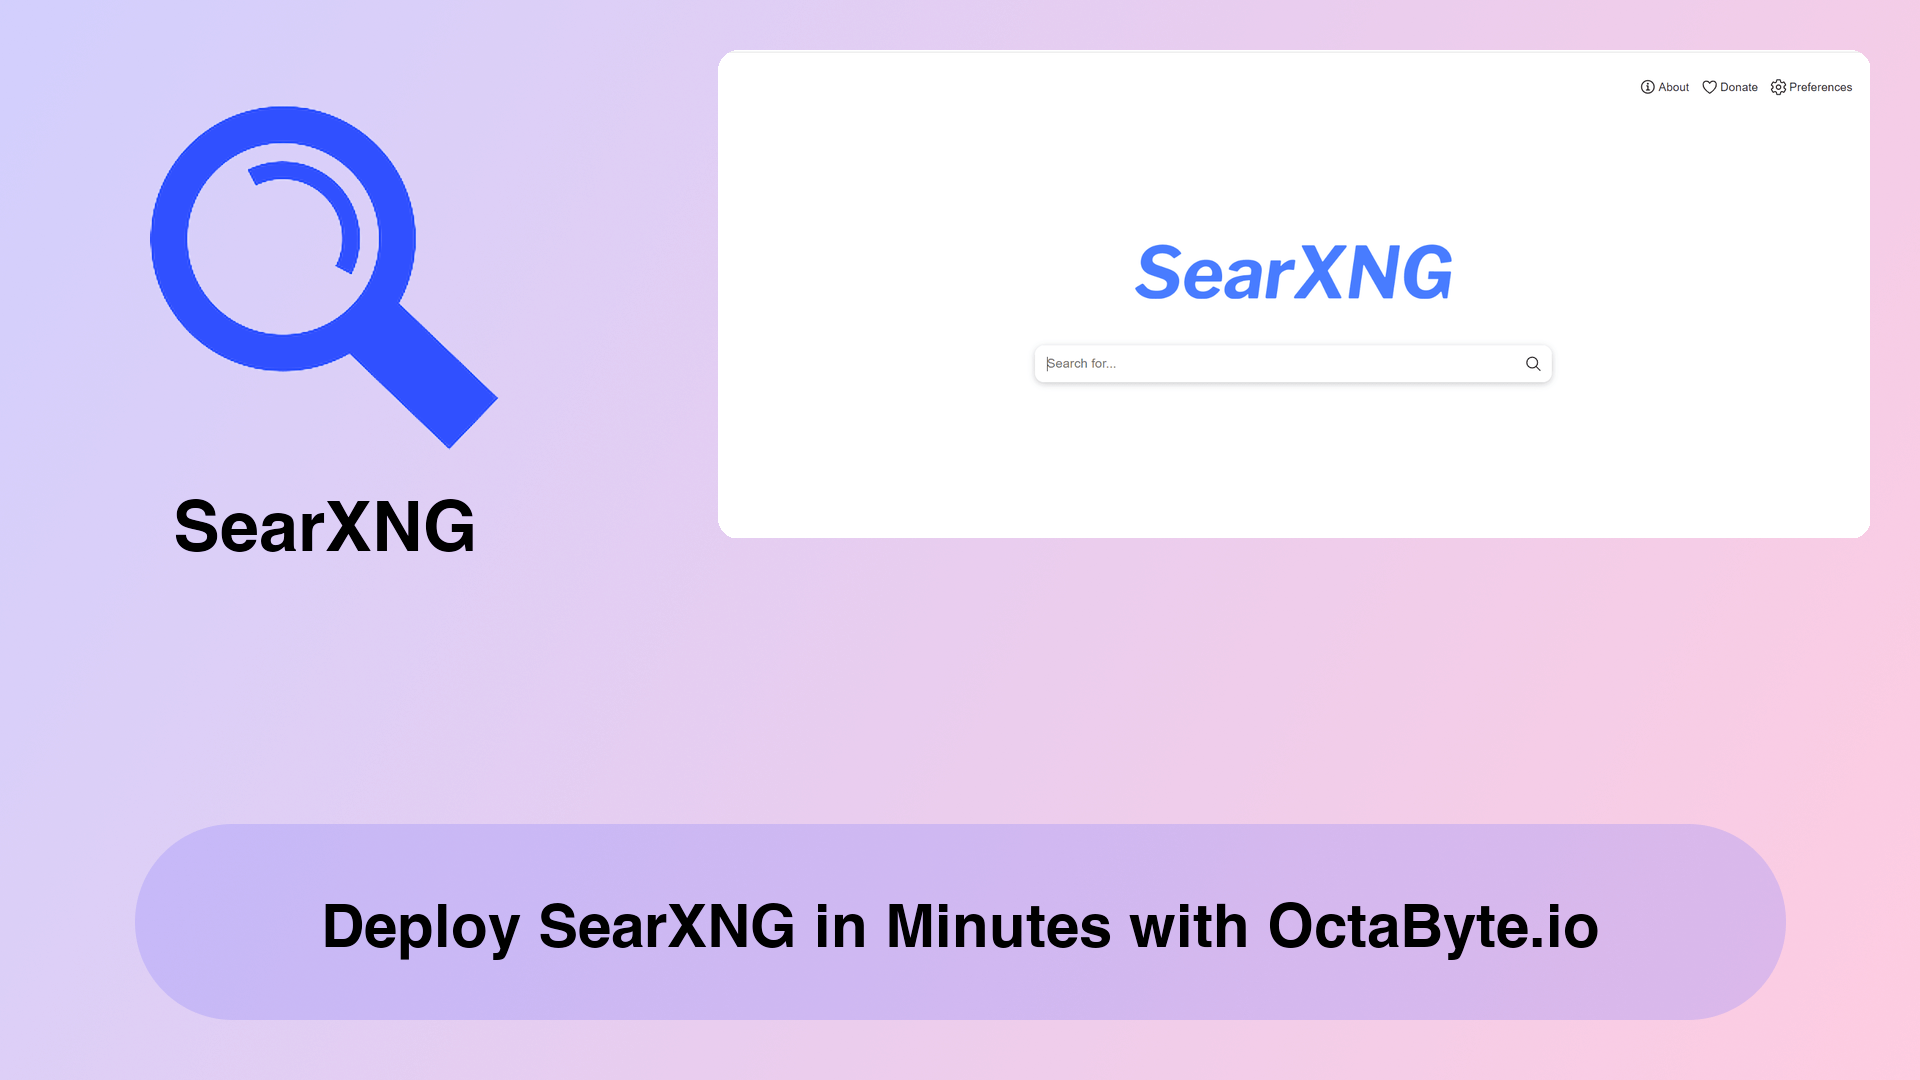 About Donate Preferences
SearXNG
Search for...
SearXNG
Deploy SearXNG in Minutes with OctaByte.io